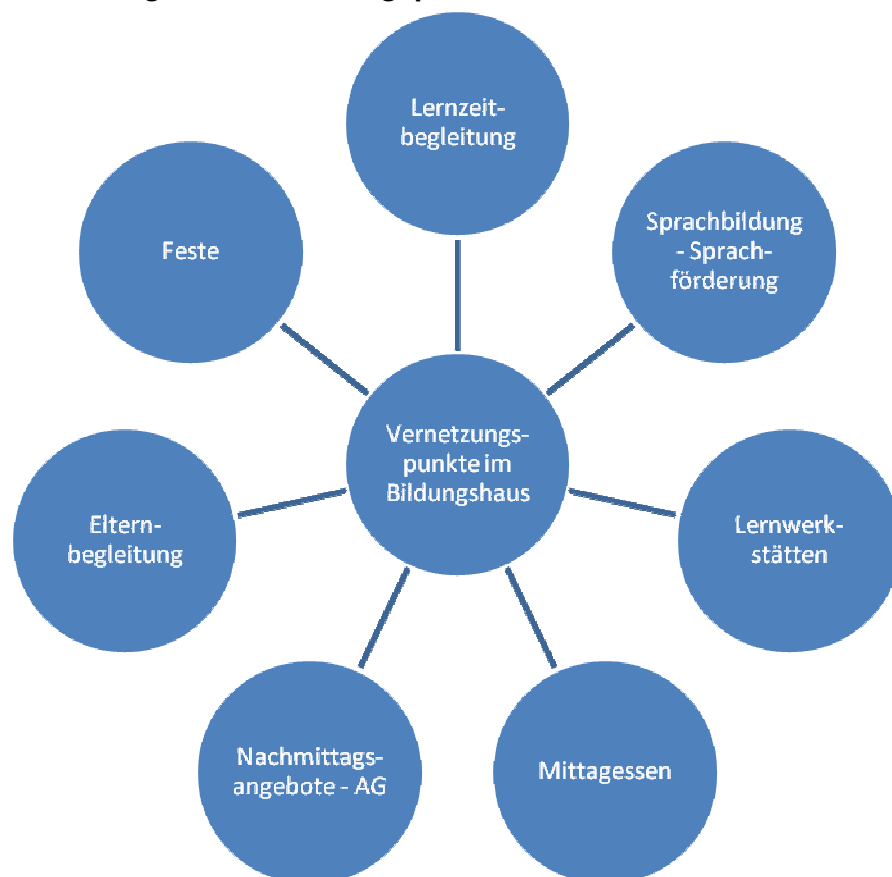 Lernzeit-
begleitung
Sprachbildung
- Sprach-
förderung
Feste
Vernetzungs-
punkte im
Bildungshaus
Eltern-
begleitung
Lernwerk-
stätten
Nachmittags-
angebote - AG
Mittagessen